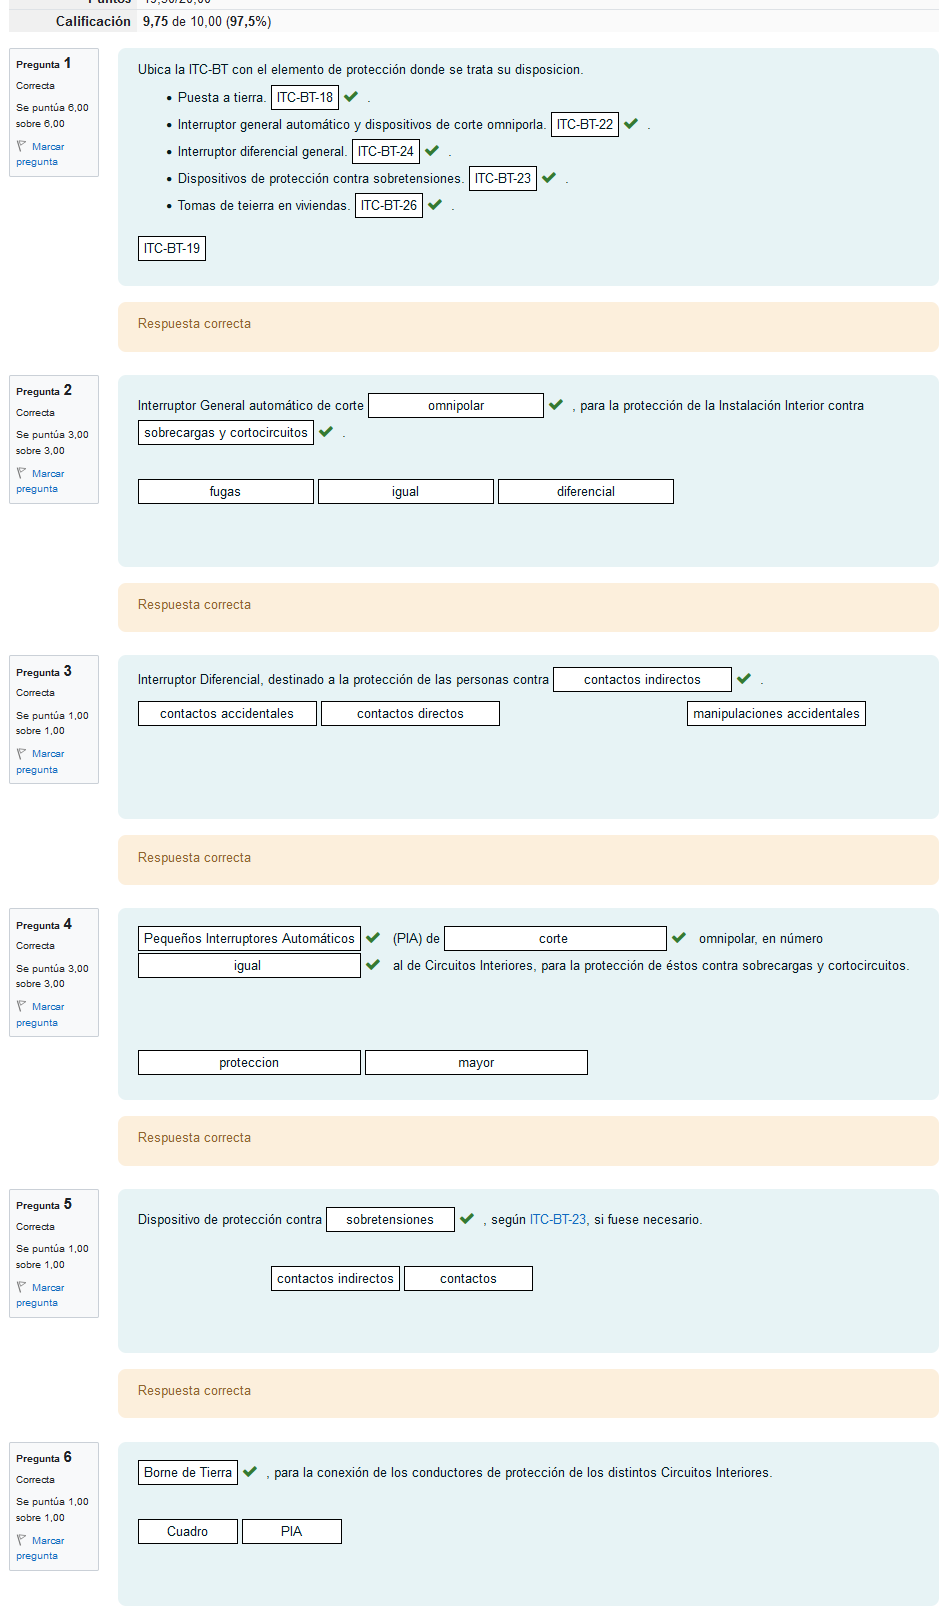 Puntos 19,50/20,00
Calificación 9,75 de 10,00 (97,5%)
Pregunta 1
Correcta
Se puntúa 6,00
sobre 6,00
Marcar
pregunta
Ubica la ITC-BT con el elemento de protección donde se trata su disposicion.
• Puesta a tierra. ITC-BT-18 .
• Interruptor general automático y dispositivos de corte omniporla. ITC-BT-22 .
• Interruptor diferencial general. ITC-BT-24 .
• Dispositivos de protección contra sobretensiones. ITC-BT-23 .
• Tomas de teierra en viviendas. ITC-BT-26 .
ITC-BT-19
Respuesta correcta
Pregunta 2
Correcta
Se puntúa 3,00
sobre 3,00
Marcar
pregunta
Interruptor General automático de corte omnipolar , para la protección de la Instalación Interior contra
sobrecargas y cortocircuitos .
fugas igual diferencial
Respuesta correcta
Pregunta 3
Correcta
Se puntúa 1,00
sobre 1,00
Marcar
pregunta
Interruptor Diferencial, destinado a la protección de las personas contra contactos indirectos .
contactos accidentales contactos directos manipulaciones accidentales
Respuesta correcta
Pregunta 4
Correcta
Se puntúa 3,00
sobre 3,00
Marcar
pregunta
Pequeños Interruptores Automáticos (PIA) de corte omnipolar, en número
igual al de Circuitos Interiores, para la protección de éstos contra sobrecargas y cortocircuitos.
proteccion mayor
Respuesta correcta
Pregunta 5
Correcta
Se puntúa 1,00
sobre 1,00
Marcar
pregunta
Dispositivo de protección contra sobretensiones , según ITC-BT-23, si fuese necesario.
contactos indirectos contactos
Respuesta correcta
Pregunta 6
Correcta
Se puntúa 1,00
sobre 1,00
Marcar
pregunta
Borne de Tierra , para la conexión de los conductores de protección de los distintos Circuitos Interiores.
Cuadro PIA